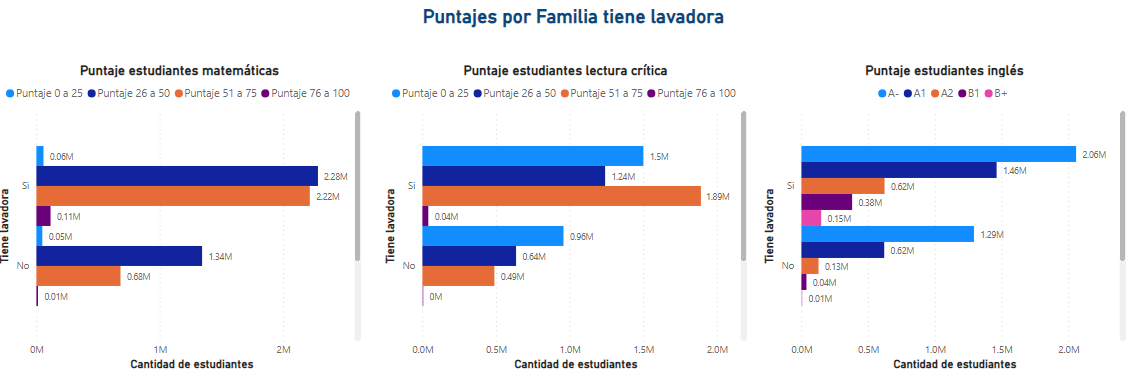 Puntajes por Familia tiene lavadora
Puntaje estudiantes matemáticas
Puntaje 0 a 25 Puntaje 26 a 50 Puntaje 51 a 75 Puntaje 76 a 100
Tiene lavadora
Si
0.06M
2.28M
2.22M
0.11M
No
0.05M
1.34M
0.68M
0.01M
0M 1M 2M
Cantidad de estudiantes
Puntaje estudiantes lectura crítica
Puntaje 0 a 25 Puntaje 26 a 50 Puntaje 51 a 75 Puntaje 76 a 100
Tiene lavadora
Si
1.5M
1.24M
1.89M
0.04M
No
0.96M
0.64M
0.49M
0M
0.0M 0.5M 1.0M 1.5M 2.0M
Cantidad de estudiantes
Puntaje estudiantes inglés
A- A1 A2 B1 B+
Tiene lavadora
Si
2.06M
1.46M
0.62M
0.38M
0.15M
No
1.29M
0.62M
0.13M
0.04M
0.01M
0.0M 0.5M 1.0M 1.5M 2.0M
Cantidad de estudiantes